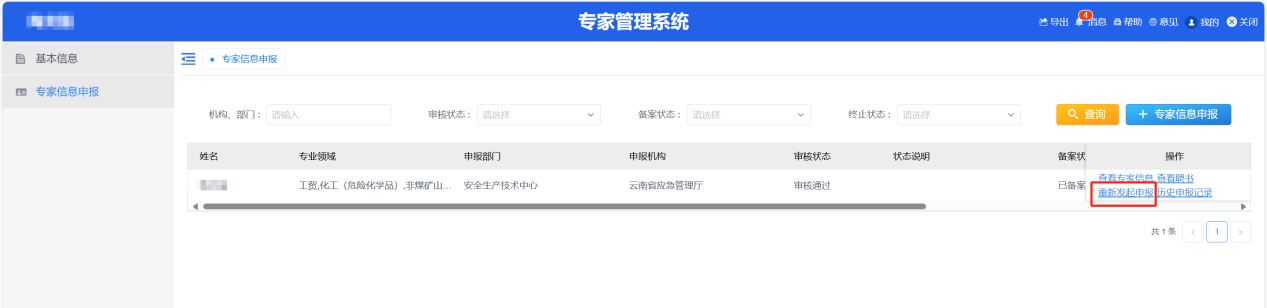 专家管理系统
导出 4 消息 帮助 意见 我的 关闭
基本信息
专家信息申报
专家信息申报
机构、部门： 请输入 审核状态： 请选择 备案状态： 请选择 终止状态： 请选择 查询 + 专家信息申报
姓名 专业领域 申报部门 申报机构 审核状态 状态说明 备案状 操作
工贸,化工（危险化学品）,非煤矿山... 安全生产技术中心 云南省应急管理厅 审核通过 已备案
查看专家信息 查看聘书
重新发起申报 历史申报记录
共 1 条 < 1 >